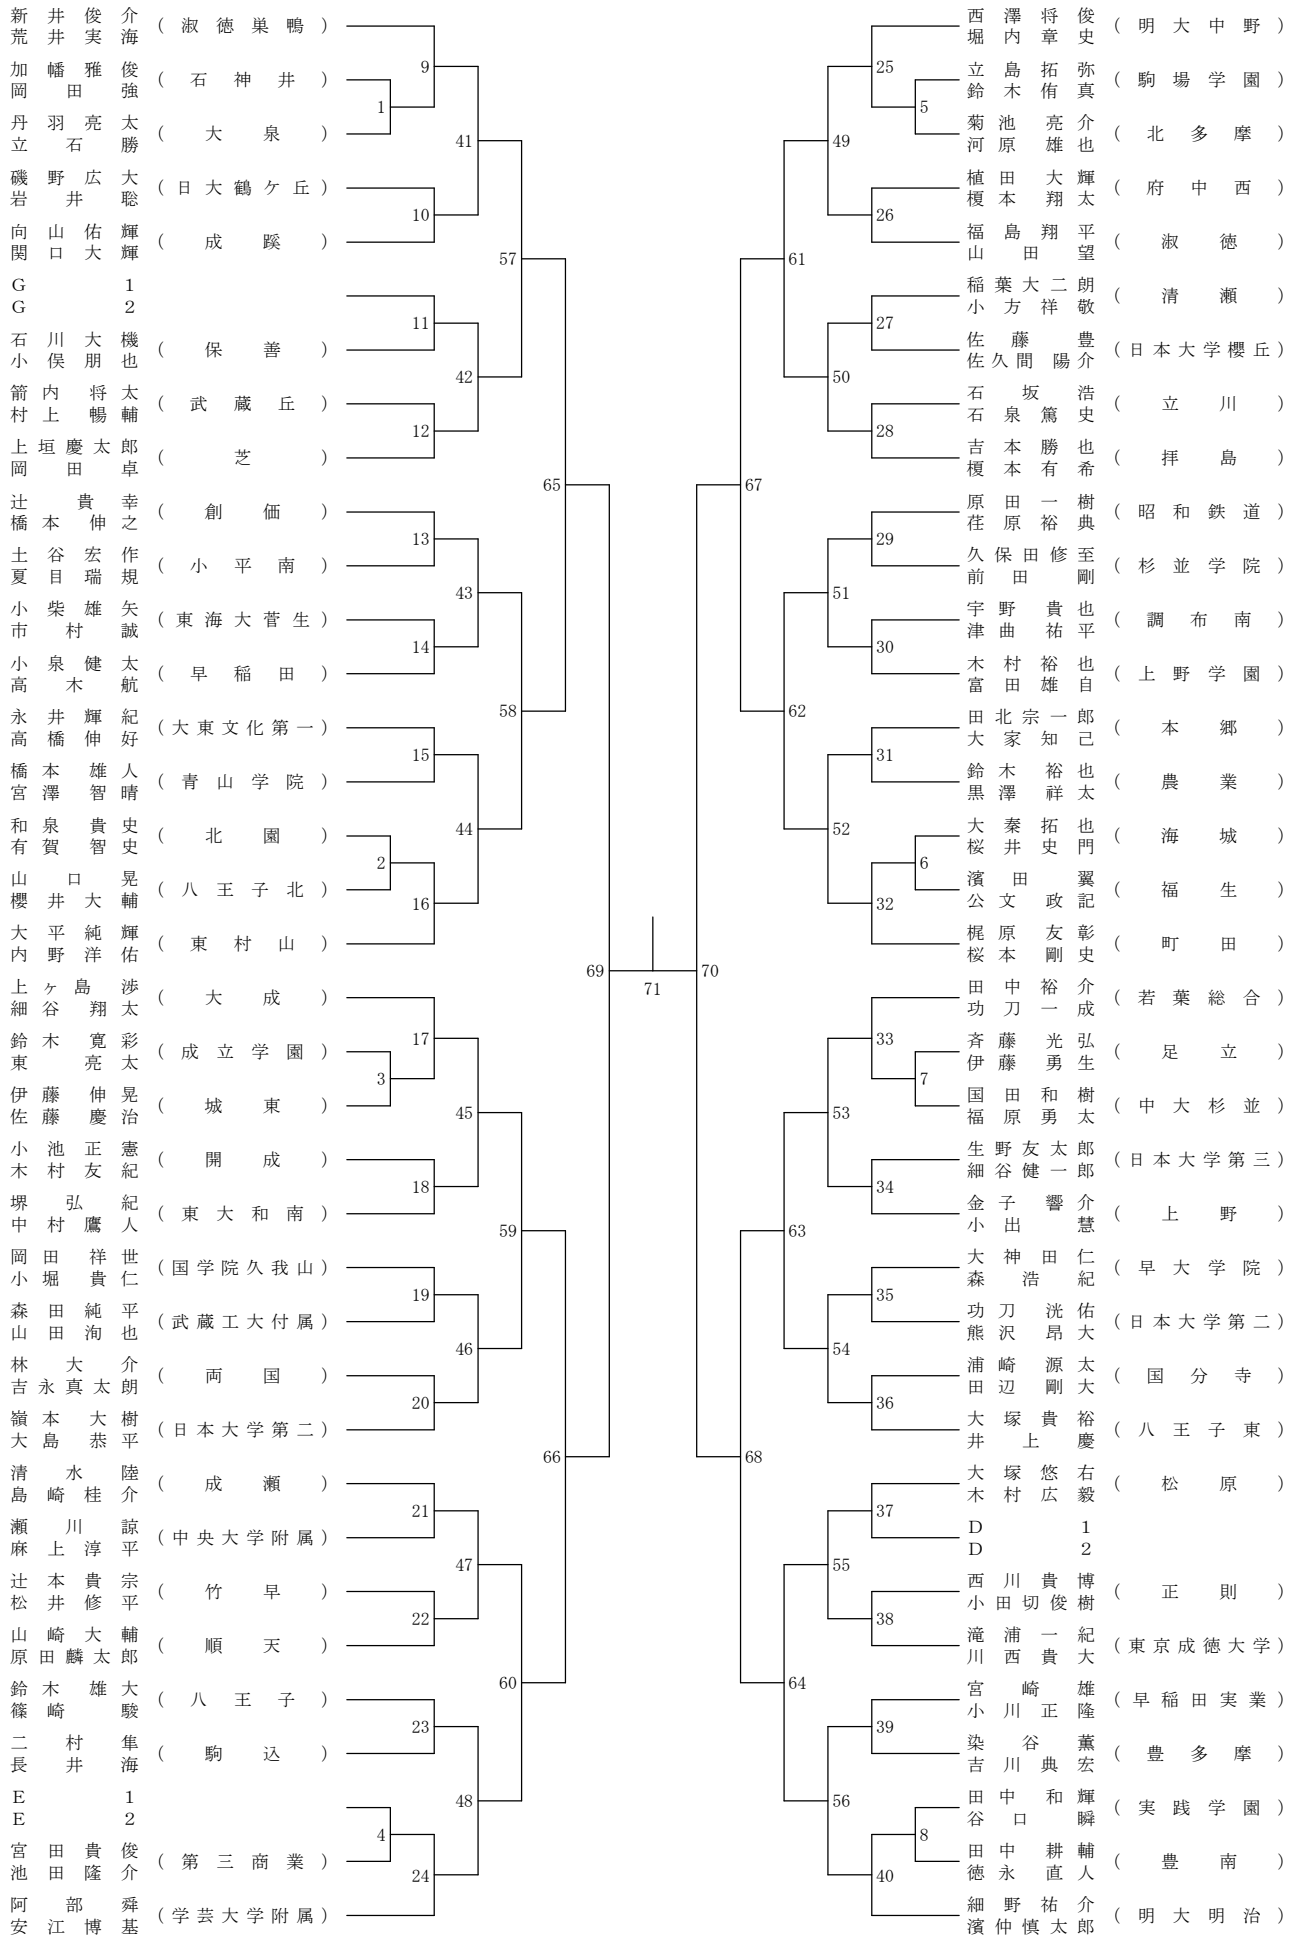 新井俊介
荒井実海 (淑徳巣鴨)
加幡雅俊
岡田強 (石神井)
丹羽亮太
立石勝 (大泉)
磯野広大
岩井聡 (日大鶴ケ丘)
向山佑輝
関口大輝 (成蹊)
G 1
G 2
石川大機
小俣朋也 (保善)
箭内将太
村上暢輔 (武蔵丘)
上垣慶太郎
岡田卓 (芝)
辻貴幸
橋本伸之 (創価)
土谷宏作
夏目瑞規 (小平南)
小柴雄矢
市村誠 (東海大菅生)
小泉健太
高木航 (早稲田)
永井輝紀
高橋伸好 (大東文化第一)
橋本雄人
宮澤智晴 (青山学院)
和泉貴史
有賀智史 (北園)
山口晃
櫻井大輔 (八王子北)
大平純輝
内野洋佑 (東村山)
上ヶ島渉
細谷翔太 (大成)
鈴木寛彩
東亮太 (成立学園)
伊藤伸晃
佐藤慶治 (城東)
小池正憲
木村友紀 (開成)
堺弘紀
中村鷹人 (東大和南)
岡田祥世
小堀貴仁 (国学院久我山)
森田純平
山田洵也 (武蔵工大付属)
林大介
吉永真太朗 (両国)
嶺本大樹
大島恭平 (日本大学第二)
清水陸
島崎桂介 (成瀬)
瀬川諒
麻上淳平 (中央大学附属)
辻本貴宗
松井修平 (竹早)
山崎大輔
原田麟太郎 (順天)
鈴木雄大
篠崎駿 (八王子)
二村隼
長井海 (駒込)
E 1
E 2
宮田貴俊
池田隆介 (第三商業)
阿部舜
安江博基 (学芸大学附属)
1
2
3
4
9
10
11
12
13
14
15
16
17
18
19
20
21
22
23
24
41
42
43
44
45
46
47
48
57
58
59
60
65
66
69
71
70
67
68
61
62
63
64
49
50
51
52
53
54
55
56
25
26
27
28
29
30
31
32
33
34
35
36
37
38
39
40
5
6
7
8
西澤将俊
堀内章史 (明大中野)
立島拓弥
鈴木侑真 (駒場学園)
菊池亮介
河原雄也 (北多摩)
植田大輝
榎本翔太 (府中西)
福島翔平
山田望 (淑徳)
稲葉大二朗
小方祥敬 (清瀬)
佐藤豊
佐久間陽介 (日本大学櫻丘)
石坂浩
石泉篤史 (立川)
吉本勝也
榎本有希 (拝島)
原田一樹
荏原裕典 (昭和鉄道)
久保田修至
前田剛 (杉並学院)
宇野貴也
津曲祐平 (調布南)
木村裕也
富田雄自 (上野学園)
田北宗一郎
大家知己 (本郷)
鈴木裕也
黒澤祥太 (農業)
大秦拓也
桜井史門 (海城)
濱田翼
公文政記 (福生)
梶原友彰
桜本剛史 (町田)
田中裕介
功刀一成 (若葉総合)
斉藤光弘
伊藤勇生 (足立)
国田和樹
福原勇太 (中大杉並)
生野友太郎
細谷健一郎 (日本大学第三)
金子響介
小出慧 (上野)
大神田仁
森浩紀 (早大学院)
功刀洸佑
熊沢昂大 (日本大学第二)
浦崎源太
田辺剛大 (国分寺)
大塚貴裕
井上慶 (八王子東)
大塚悠右
木村広毅 (松原)
D 1
D 2
西川貴博
小田切俊樹 (正則)
滝浦一紀
川西貴大 (東京成徳大学)
宮崎雄
小川正隆 (早稲田実業)
染谷薫
吉川典宏 (豊多摩)
田中和輝
谷口瞬 (実践学園)
田中耕輔
徳永直人 (豊南)
細野祐介
濱仲慎太郎 (明大明治)